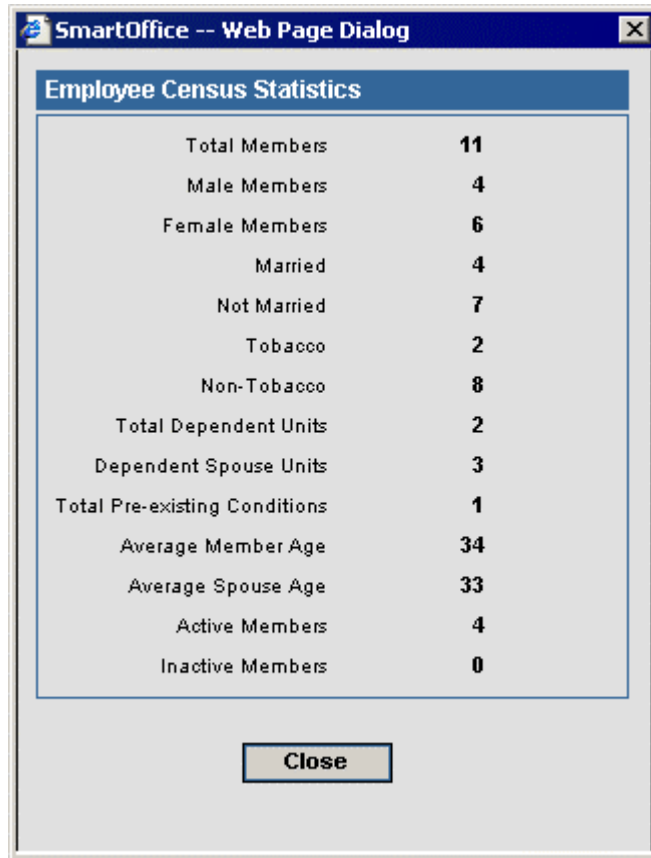 SmartOffice -- Web Page Dialog
Employee Census Statistics
Total Members 11
Male Members 4
Female Members 6
Married 4
Not Married 7
Tobacco 2
Non-Tobacco 8
Total Dependent Units 2
Dependent Spouse Units 3
Total Pre-existing Conditions 1
Average Member Age 34
Average Spouse Age 33
Active Members 4
Inactive Members 0
Close